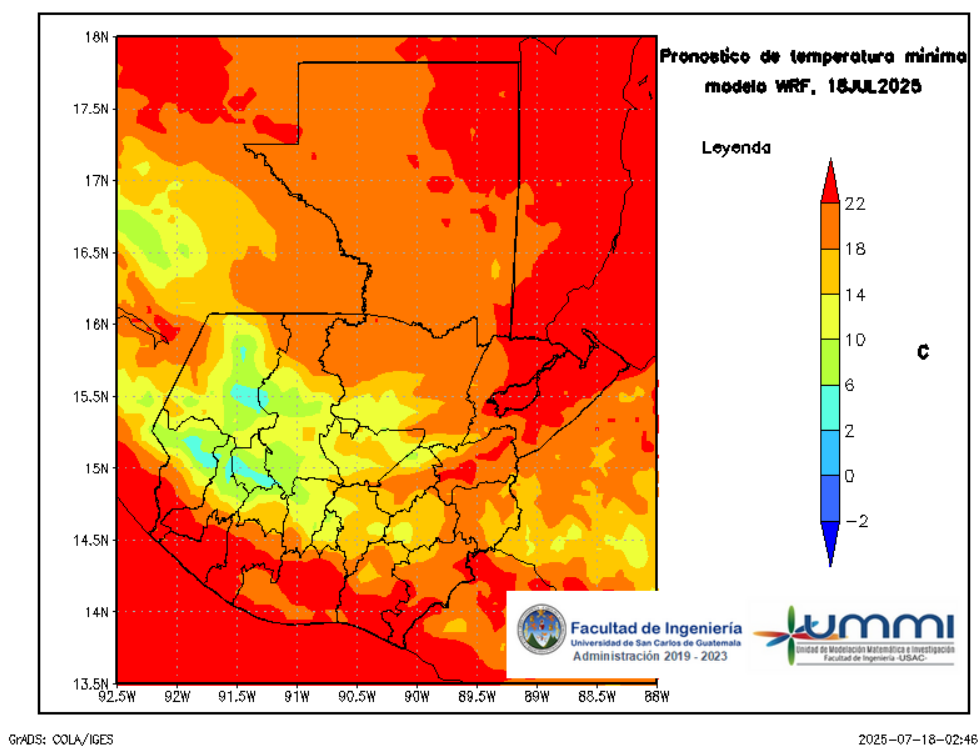 Pronostico de temperatura minima
modelo WRF, 18JUL2025
Leyenda
22
18
14
10
6
2
0
-2
C
18N
17.5N
17N
16.5N
16N
15.5N
15N
14.5N
14N
13.5N
92.5W 92W 91.5W 91W 90.5W 90W 89.5W 89W 88.5W 88W
Facultad de Ingeniería
Universidad de San Carlos de Guatemala
Administración 2019 - 2023
ummi
Unidad de Modelación Matemática e Investigación
Facultad de Ingeniería -USAC-
GrADS: COLA/IGES
2025-07-18-02:46